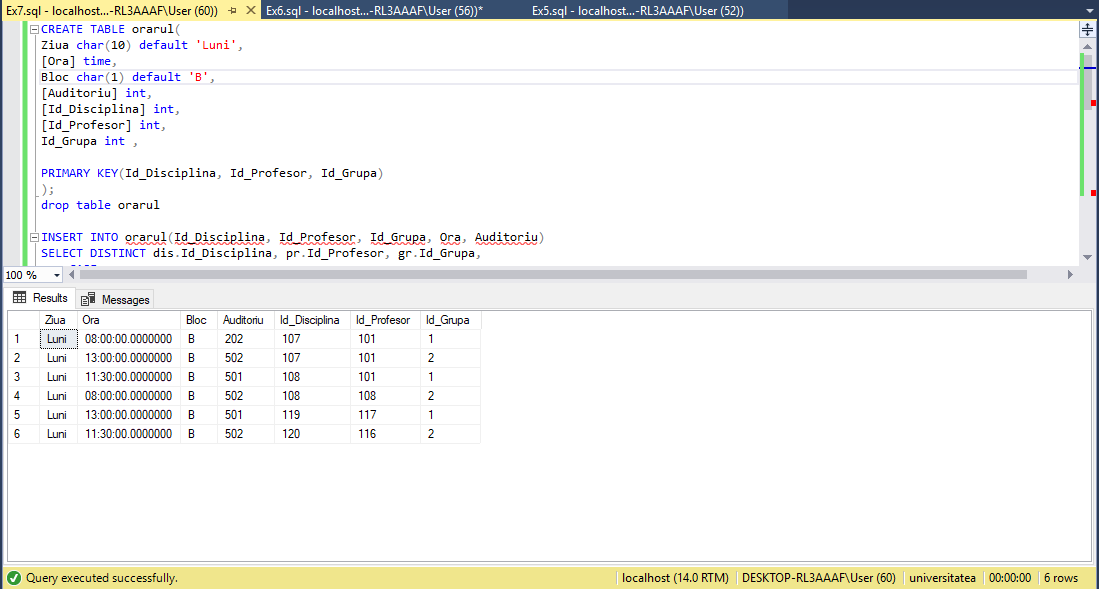 Ex7.sql - localhost...-RL3AAAF\User (60)) Ex6.sql - localhost...-RL3AAAF\User (56))* Ex5.sql - localhost...-RL3AAAF\User (52))
CREATE TABLE orarul(
Ziua char(10) default 'Luni',
[Ora] time,
Bloc char(1) default 'B',
[Auditoriu] int,
[Id_Disciplina] int,
[Id_Profesor] int,
Id_Grupa int ,
PRIMARY KEY(Id_Disciplina, Id_Profesor, Id_Grupa)
);
drop table orarul
INSERT INTO orarul(Id_Disciplina, Id_Profesor, Id_Grupa, Ora, Auditoriu)
SELECT DISTINCT dis.Id_Disciplina, pr.Id_Profesor, gr.Id_Grupa,
100 %
Results Messages
Ziua Ora Bloc Auditoriu Id_Disciplina Id_Profesor Id_Grupa
1 Luni 08:00:00.0000000 B 202 107 101 1
2 Luni 13:00:00.0000000 B 502 107 101 2
3 Luni 11:30:00.0000000 B 501 108 101 1
4 Luni 08:00:00.0000000 B 502 108 108 2
5 Luni 13:00:00.0000000 B 501 119 117 1
6 Luni 11:30:00.0000000 B 502 120 116 2
Query executed successfully. localhost (14.0 RTM) DESKTOP-RL3AAAF\User (60) universitatea 00:00:00 6 rows